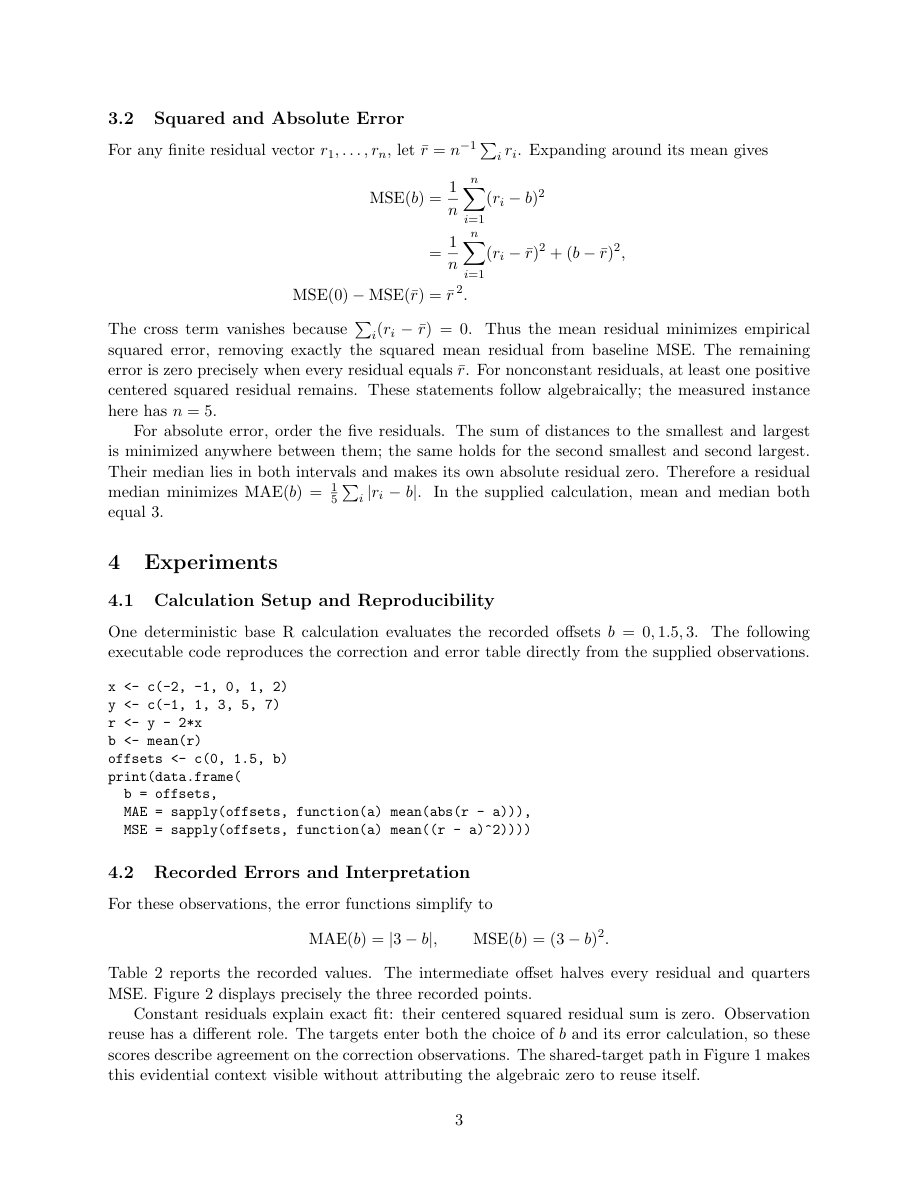 3.2 Squared and Absolute Error
For any finite residual vector r₁, . . . , rₙ, let r̄ = n⁻¹ ∑ᵢ rᵢ. Expanding around its mean gives
MSE(b) = 1/n ∑ᵢ₌₁ⁿ (rᵢ − b)²
= 1/n ∑ᵢ₌₁ⁿ (rᵢ − r̄)² + (b − r̄)²,
MSE(0) − MSE(r̄) = r̄².
The cross term vanishes because ∑ᵢ(rᵢ − r̄) = 0. Thus the mean residual minimizes empirical
squared error, removing exactly the squared mean residual from baseline MSE. The remaining
error is zero precisely when every residual equals r̄. For nonconstant residuals, at least one positive
centered squared residual remains. These statements follow algebraically; the measured instance
here has n = 5.
For absolute error, order the five residuals. The sum of distances to the smallest and largest
is minimized anywhere between them; the same holds for the second smallest and second largest.
Their median lies in both intervals and makes its own absolute residual zero. Therefore a residual
median minimizes MAE(b) = 1/5 ∑ᵢ |rᵢ − b|. In the supplied calculation, mean and median both
equal 3.
4 Experiments
4.1 Calculation Setup and Reproducibility
One deterministic base R calculation evaluates the recorded offsets b = 0, 1.5, 3. The following
executable code reproduces the correction and error table directly from the supplied observations.
x <- c(-2, -1, 0, 1, 2)
y <- c(-1, 1, 3, 5, 7)
r <- y - 2*x
b <- mean(r)
offsets <- c(0, 1.5, b)
print(data.frame(
  b = offsets,
  MAE = sapply(offsets, function(a) mean(abs(r - a))),
  MSE = sapply(offsets, function(a) mean((r - a)^2))))
4.2 Recorded Errors and Interpretation
For these observations, the error functions simplify to
MAE(b) = |3 − b|, MSE(b) = (3 − b)².
Table 2 reports the recorded values. The intermediate offset halves every residual and quarters
MSE. Figure 2 displays precisely the three recorded points.
Constant residuals explain exact fit: their centered squared residual sum is zero. Observation
reuse has a different role. The targets enter both the choice of b and its error calculation, so these
scores describe agreement on the correction observations. The shared-target path in Figure 1 makes
this evidential context visible without attributing the algebraic zero to reuse itself.
3